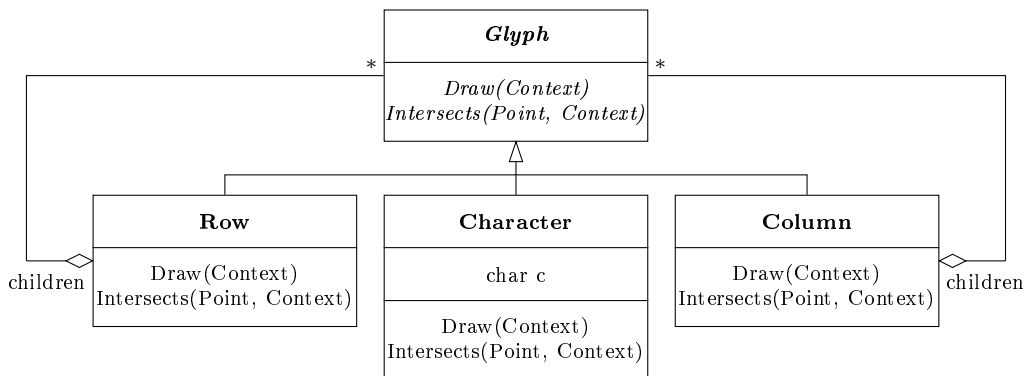 Glyph
* *
Draw(Context)
Intersects(Point, Context)
Row
Draw(Context)
Intersects(Point, Context)
children
Character
char c
Draw(Context)
Intersects(Point, Context)
Column
Draw(Context)
Intersects(Point, Context)
children